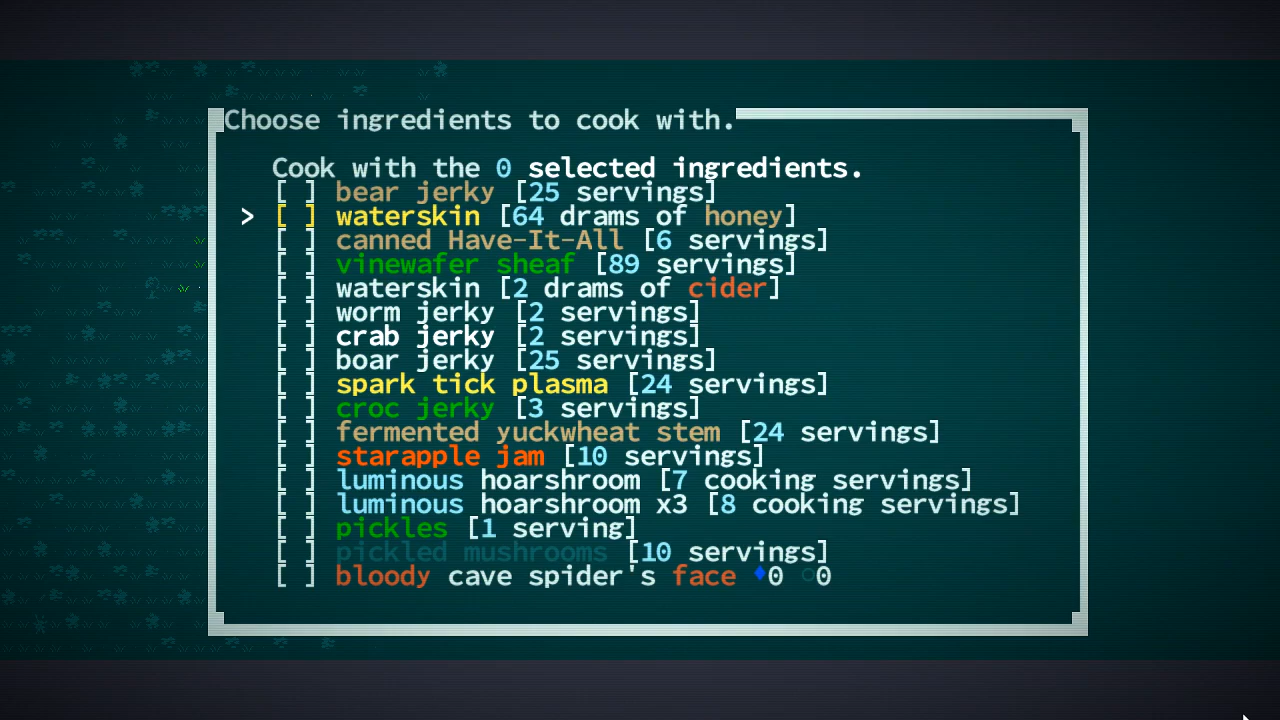 Choose ingredients to cook with.
Cook with the 0 selected ingredients.
[ ] bear jerky [25 servings]
> [ ] waterskin [64 drams of honey]
[ ] canned Have-It-All [6 servings]
[ ] vinewafer sheaf [89 servings]
[ ] waterskin [2 drams of cider]
[ ] worm jerky [2 servings]
[ ] crab jerky [2 servings]
[ ] boar jerky [25 servings]
[ ] spark tick plasma [24 servings]
[ ] croc jerky [3 servings]
[ ] fermented yuckwheat stem [24 servings]
[ ] starapple jam [10 servings]
[ ] luminous hoarshroom [7 cooking servings]
[ ] luminous hoarshroom x3 [8 cooking servings]
[ ] pickles [1 serving]
[ ] pickled mushrooms [10 servings]
[ ] bloody cave spider's face ♦0 ○0